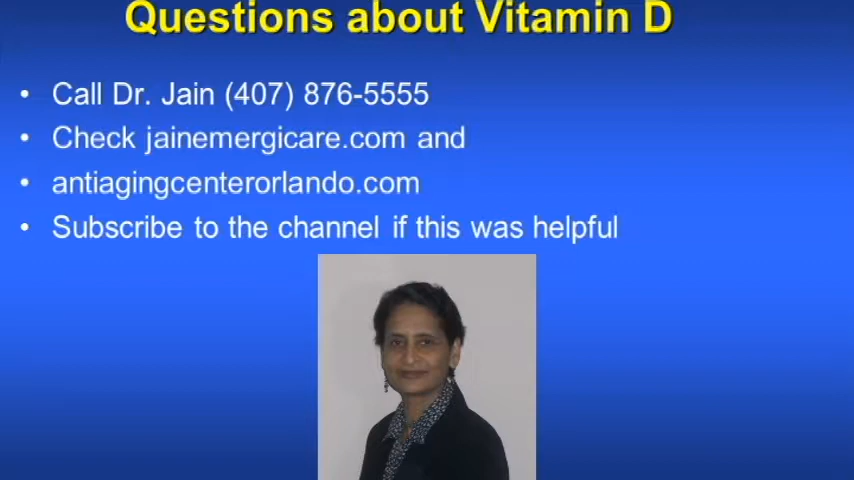 Questions about Vitamin D
• Call Dr. Jain (407) 876-5555
• Check jainemergicare.com and
• antiagingcenterorlando.com
• Subscribe to the channel if this was helpful